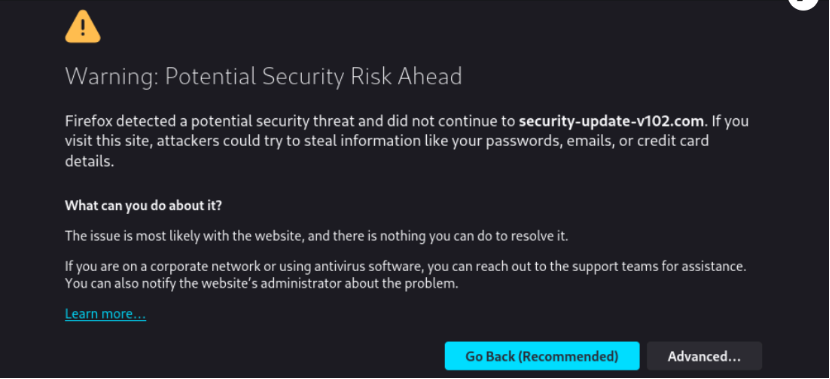 Warning: Potential Security Risk Ahead
Firefox detected a potential security threat and did not continue to security-update-v102.com. If you
visit this site, attackers could try to steal information like your passwords, emails, or credit card
details.
What can you do about it?
The issue is most likely with the website, and there is nothing you can do to resolve it.
If you are on a corporate network or using antivirus software, you can reach out to the support teams for assistance.
You can also notify the website’s administrator about the problem.
Learn more…
Go Back (Recommended)
Advanced…